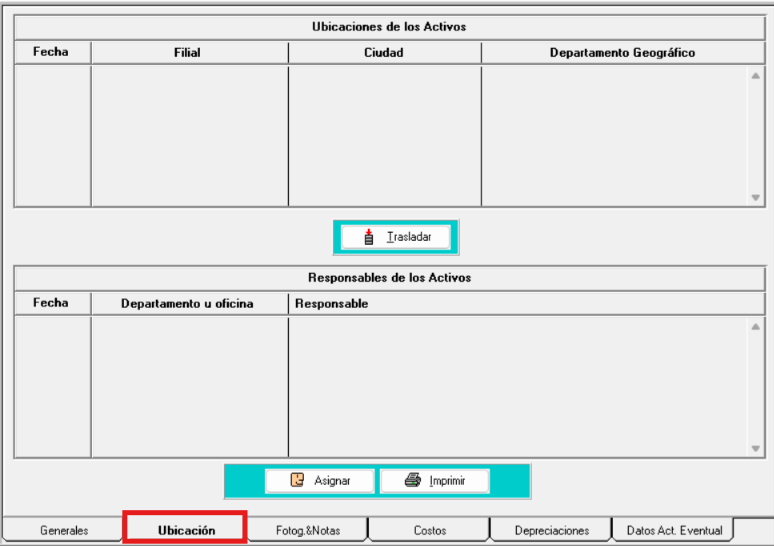 Ubicaciones de los Activos
Fecha Filial Ciudad Departamento Geográfico
Trasladar
Responsables de los Activos
Fecha Departamento u oficina Responsable
Asignar Imprimir
Generales Ubicación Fotog.&Notas Costos Depreciaciones Datos Act. Eventual